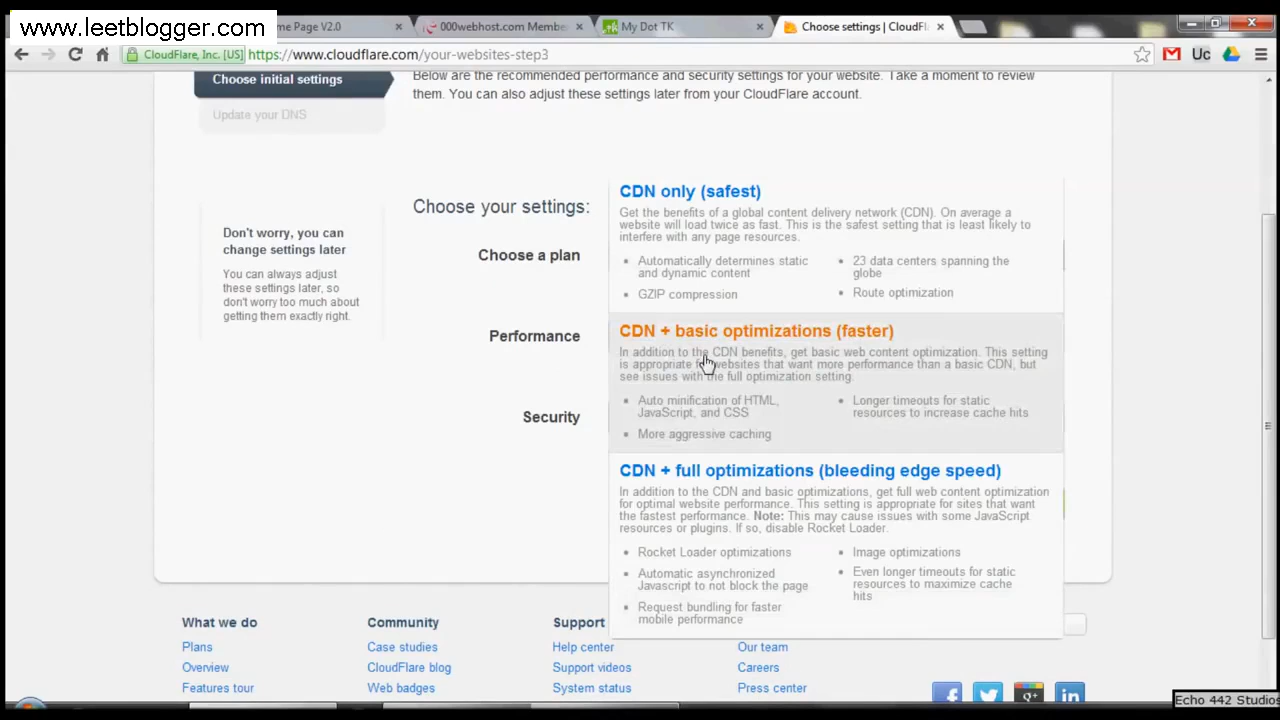 www.leetblogger.com
me Page V2.0
000webhost.com Membe
My Dot TK
Choose settings | CloudFl
CloudFlare, Inc. [US]
https://www.cloudflare.com/your-websites-step3
Uc
Choose initial settings
Update your DNS
Below are the recommended performance and security settings for your website. Take a moment to review
them. You can also adjust these settings later from your CloudFlare account.
Don't worry, you can
change settings later
You can always adjust
these settings later, so
don't worry too much about
getting them exactly right.
Choose your settings:
Choose a plan
Performance
Security
CDN only (safest)
Get the benefits of a global content delivery network (CDN). On average a
website will load twice as fast. This is the safest setting that is least likely to
interfere with any page resources.
Automatically determines static
and dynamic content
GZIP compression
23 data centers spanning the
globe
Route optimization
CDN + basic optimizations (faster)
In addition to the CDN benefits, get basic web content optimization. This setting
is appropriate for websites that want more performance than a basic CDN, but
see issues with the full optimization setting.
Auto minification of HTML,
JavaScript, and CSS
More aggressive caching
Longer timeouts for static
resources to increase cache hits
CDN + full optimizations (bleeding edge speed)
In addition to the CDN and basic optimizations, get full web content optimization
for optimal website performance. This setting is appropriate for sites that want
the fastest performance. Note: This may cause issues with some JavaScript
resources or plugins. If so, disable Rocket Loader.
Rocket Loader optimizations
Automatic asynchronized
Javascript to not block the page
Request bundling for faster
mobile performance
Image optimizations
Even longer timeouts for static
resources to maximize cache
hits
What we do
Plans
Overview
Features tour
Community
Case studies
CloudFlare blog
Web badges
Support
Help center
Support videos
System status
Our team
Careers
Press center
Echo 442 Studios